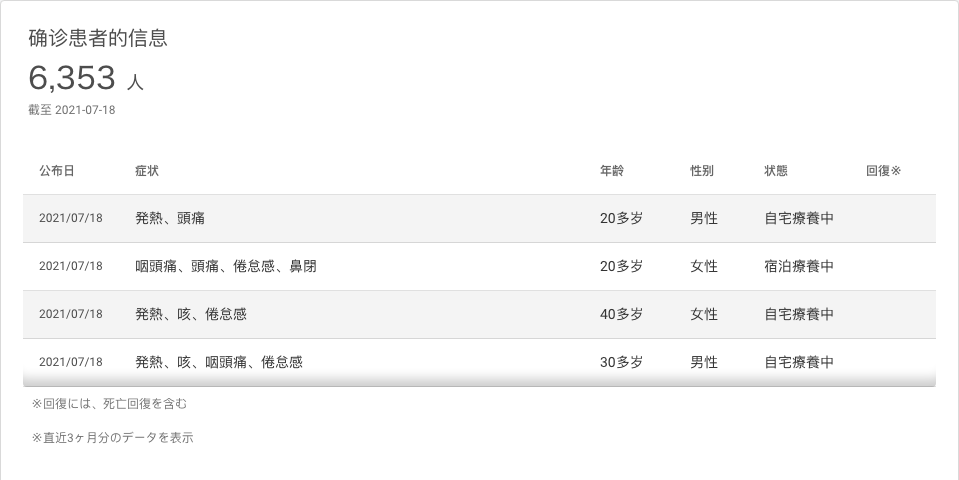 确诊患者的信息
6,353 人
截至 2021-07-18
公布日 症状 年龄 性别 状態 回復※
2021/07/18 発熱、頭痛 20多岁 男性 自宅療養中
2021/07/18 咽頭痛、頭痛、倦怠感、鼻閉 20多岁 女性 宿泊療養中
2021/07/18 発熱、咳、倦怠感 40多岁 女性 自宅療養中
2021/07/18 発熱、咳、咽頭痛、倦怠感 30多岁 男性 自宅療養中
※回復には、死亡回復を含む
※直近3ヶ月分のデータを表示